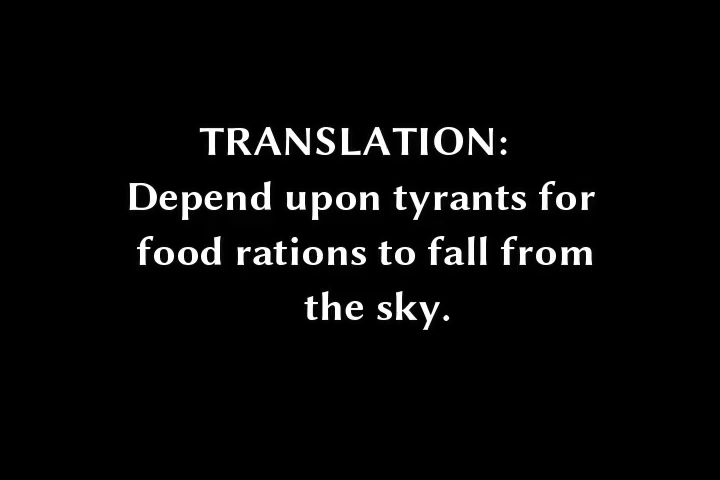 TRANSLATION:
Depend upon tyrants for
food rations to fall from
the sky.